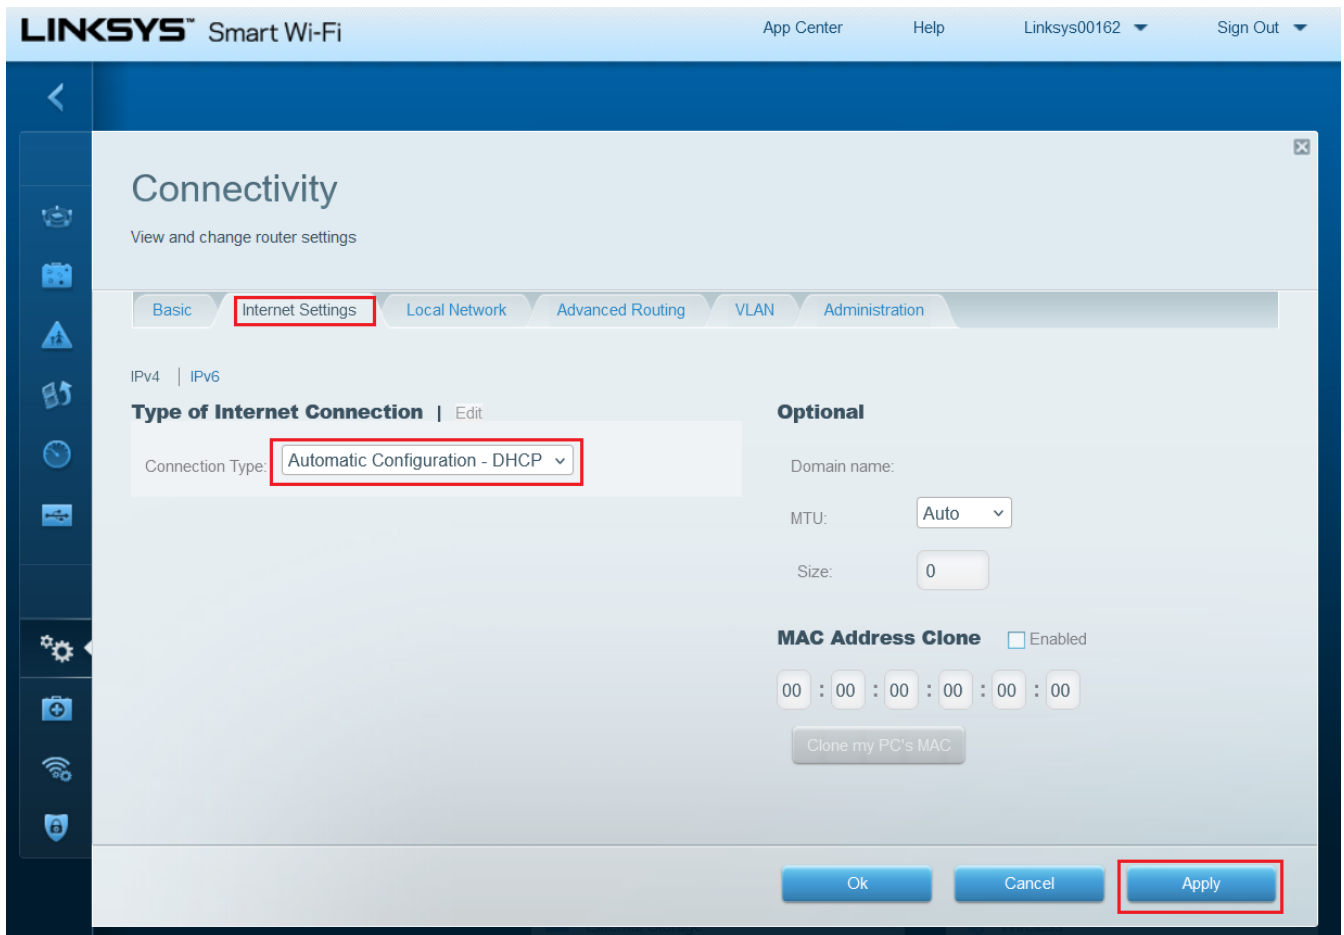 LINKSYS™ Smart Wi-Fi App Center Help Linksys00162 Sign Out
Connectivity
View and change router settings
Basic Internet Settings Local Network Advanced Routing VLAN Administration
IPv4 | IPv6
Type of Internet Connection | Edit
Connection Type: Automatic Configuration - DHCP
Optional
Domain name:
MTU: Auto
Size: 0
MAC Address Clone Enabled
00 : 00 : 00 : 00 : 00 : 00
Clone my PC's MAC
Ok Cancel Apply